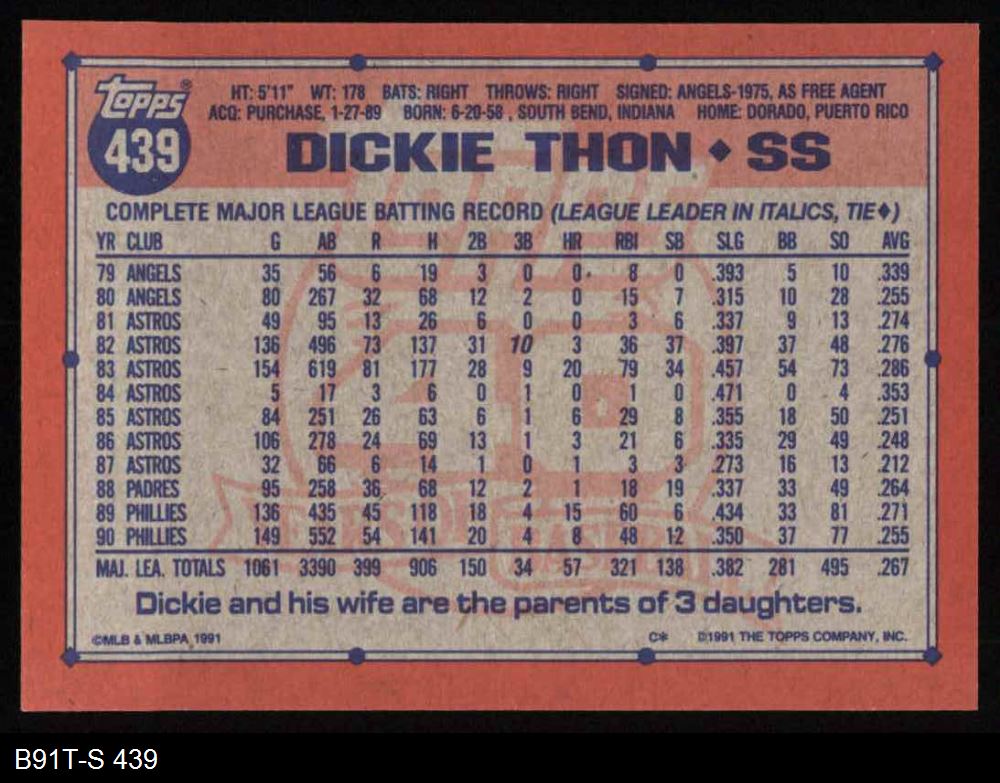 Topps®
439
HT: 5'11" WT: 178 BATS: RIGHT THROWS: RIGHT SIGNED: ANGELS-1975, AS FREE AGENT
ACQ: PURCHASE, 1-27-89 BORN: 6-20-58 , SOUTH BEND, INDIANA HOME: DORADO, PUERTO RICO
DICKIE THON ◆ SS
COMPLETE MAJOR LEAGUE BATTING RECORD (LEAGUE LEADER IN ITALICS, TIE◆)
YR CLUB G AB R H 2B 3B HR RBI SB SLG BB SO AVG
79 ANGELS 35 56 6 19 3 0 0 8 0 .393 5 10 .339
80 ANGELS 80 267 32 68 12 2 0 15 7 .315 10 28 .255
81 ASTROS 49 95 13 26 6 0 0 3 6 .337 9 13 .274
82 ASTROS 136 496 73 137 31 10 3 36 37 .397 37 48 .276
83 ASTROS 154 619 81 177 28 9 20 79 34 .457 54 73 .286
84 ASTROS 5 17 3 6 0 1 0 1 0 .471 0 4 .353
85 ASTROS 84 251 26 63 6 1 6 29 8 .355 18 50 .251
86 ASTROS 106 278 24 69 13 1 3 21 6 .335 29 49 .248
87 ASTROS 32 66 6 14 1 0 1 3 3 .273 16 13 .212
88 PADRES 95 258 36 68 12 2 1 18 19 .337 33 49 .264
89 PHILLIES 136 435 45 118 18 4 15 60 6 .434 33 81 .271
90 PHILLIES 149 552 54 141 20 4 8 48 12 .350 37 77 .255
MAJ. LEA. TOTALS 1061 3390 399 906 150 34 57 321 138 .382 281 495 .267
Dickie and his wife are the parents of 3 daughters.
©MLB & MLBPA 1991 C* ©1991 THE TOPPS COMPANY, INC.
B91T-S 439